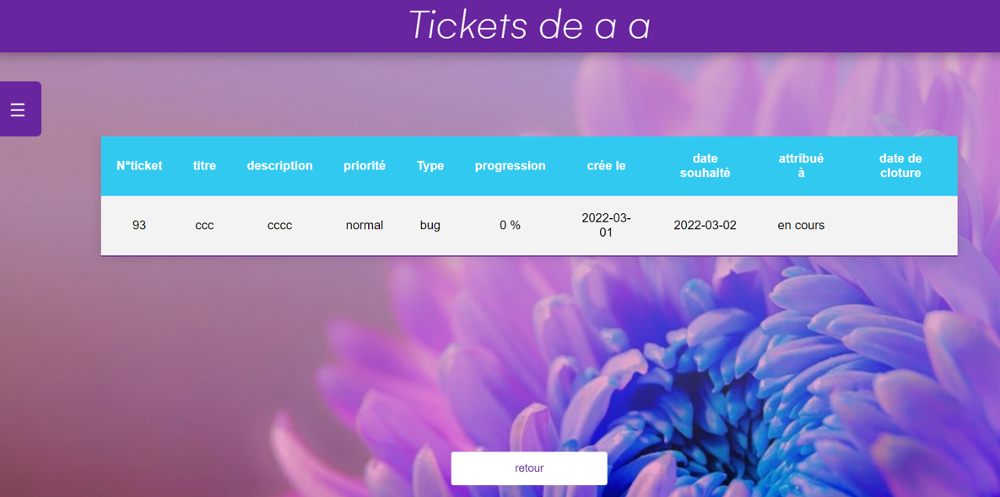 Tickets de a a
☰
N°ticket titre description priorité Type progression crée le date souhaité attribué à date de cloture
93 ccc cccc normal bug 0 % 2022-03-01 2022-03-02 en cours
retour